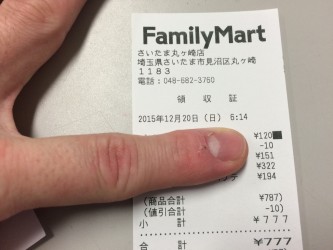 FamilyMart
さいたま丸ヶ崎店
埼玉県さいたま市見沼区丸ヶ崎
1183
電話:048-682-3760
領収証
2015年12月20日(日) 6:14
¥120■
-10
¥151
¥322
¥194
(商品合計 ¥787)
(値引合計 -10)
小計 ¥777
合計 ¥777